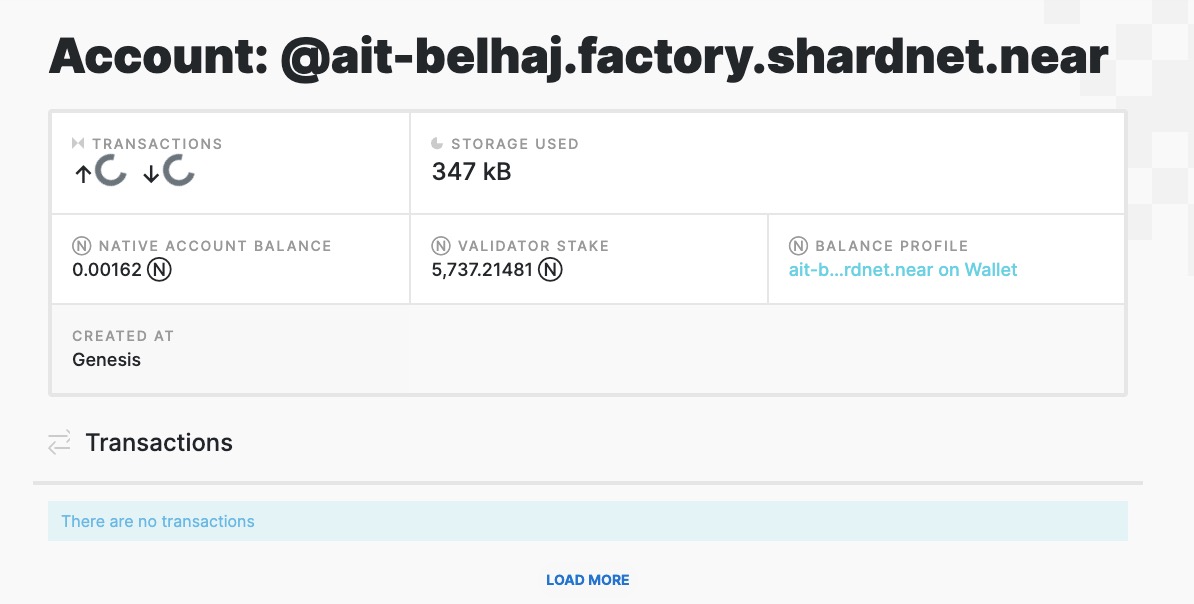 Account: @ait-belhaj.factory.shardnet.near
TRANSACTIONS
↑ ↓
STORAGE USED
347 kB
NATIVE ACCOUNT BALANCE
0.00162 Ⓝ
VALIDATOR STAKE
5,737.21481 Ⓝ
BALANCE PROFILE
ait-b...rdnet.near on Wallet
CREATED AT
Genesis
Transactions
There are no transactions
LOAD MORE